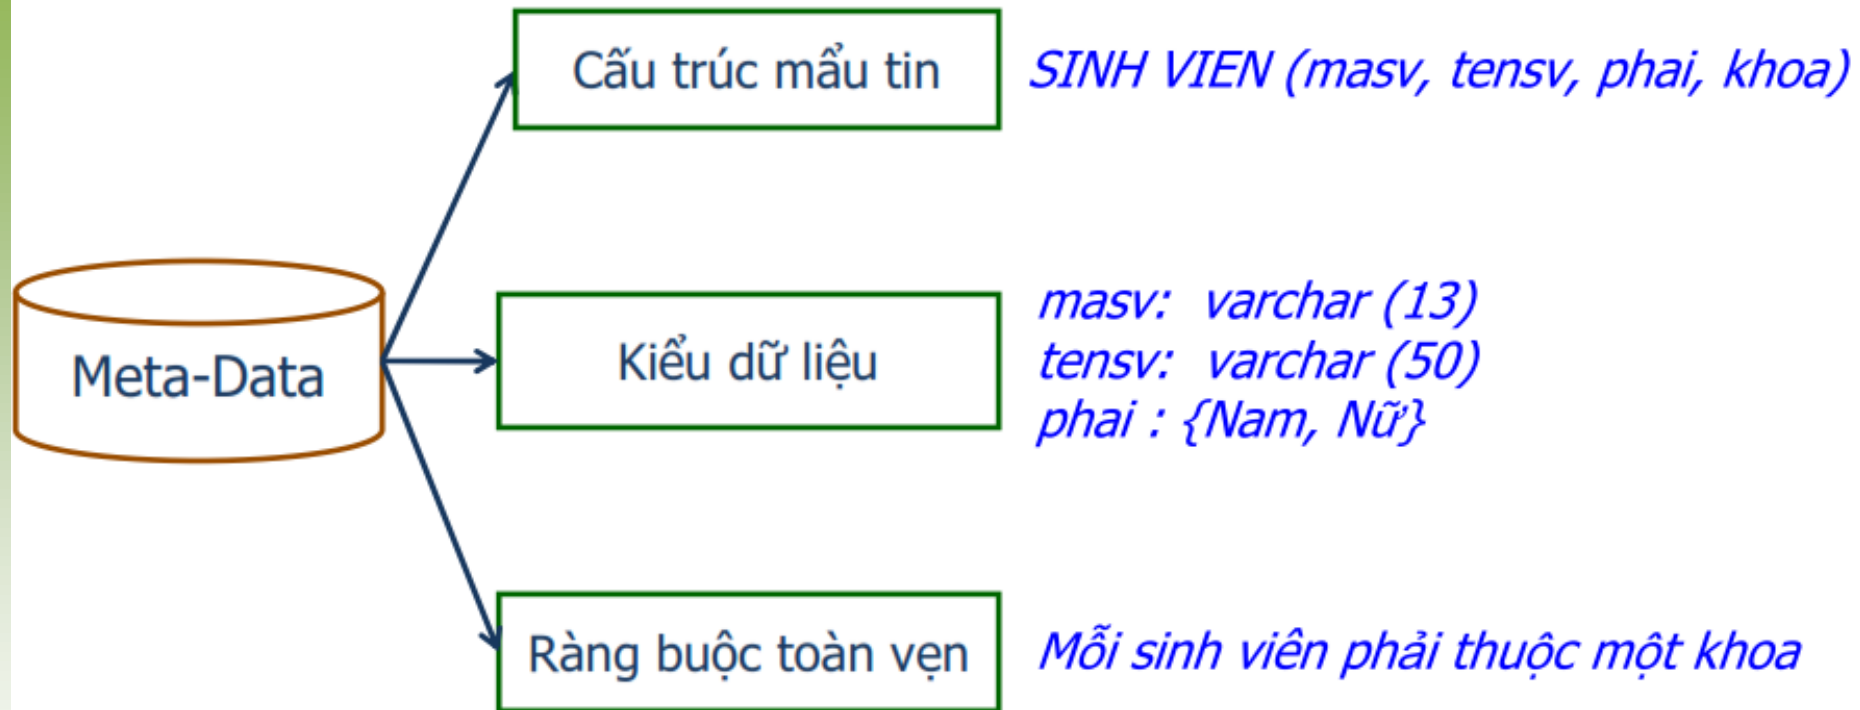 Cấu trúc mẩu tin
SINH VIEN (masv, tensv, phai, khoa)
Meta-Data
Kiểu dữ liệu
masv: varchar (13)
tensv: varchar (50)
phai : {Nam, Nữ}
Ràng buộc toàn vẹn
Mỗi sinh viên phải thuộc một khoa